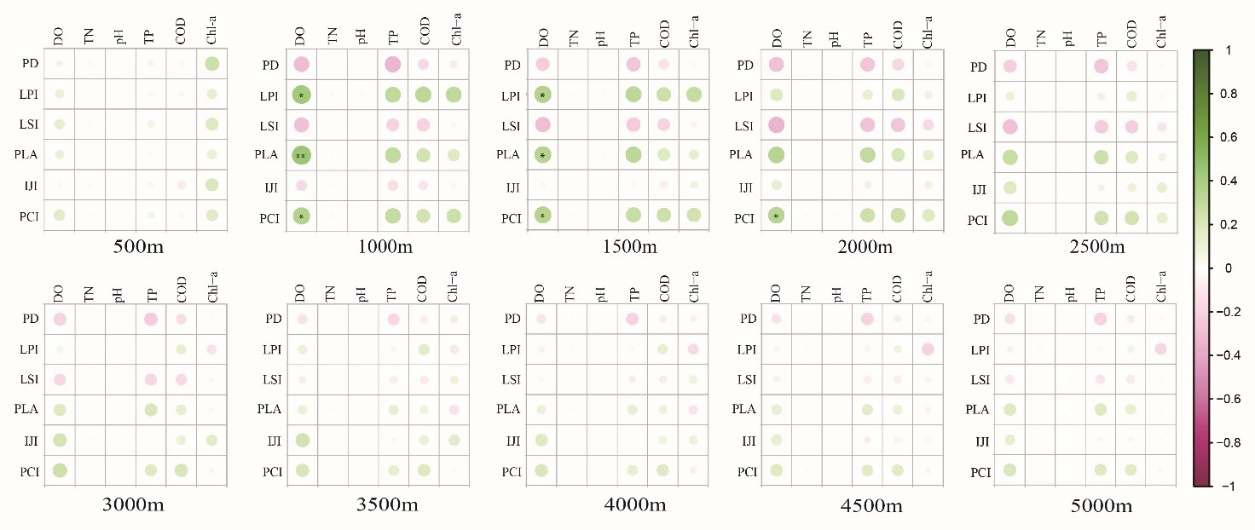 DO TN pH TP COD Chl-a
DO TN pH TP COD Chl−a
DO TN pH TP COD Chl−a
DO TN pH TP COD Chl−a
DO TN pH TP COD Chl−a
PD PD PD PD PD 1
LPI LPI * LPI * LPI LPI 0.8
LSI LSI LSI LSI LSI 0.6
PLA PLA ** PLA * PLA PLA 0.4
IJI IJI IJI IJI IJI 0.2
PCI PCI * PCI * PCI * PCI
500m 1000m 1500m 2000m 2500m
0
DO TN pH TP COD Chl−a
DO TN pH TP COD Chl−a
DO TN pH TP COD Chl−a
DO TN pH TP COD Chl−a
DO TN pH TP COD Chl−a
PD PD PD PD PD −0.2
LPI LPI LPI LPI LPI −0.4
LSI LSI LSI LSI LSI −0.6
PLA PLA PLA PLA PLA
IJI IJI IJI IJI IJI −0.8
PCI PCI PCI PCI PCI −1
3000m 3500m 4000m 4500m 5000m